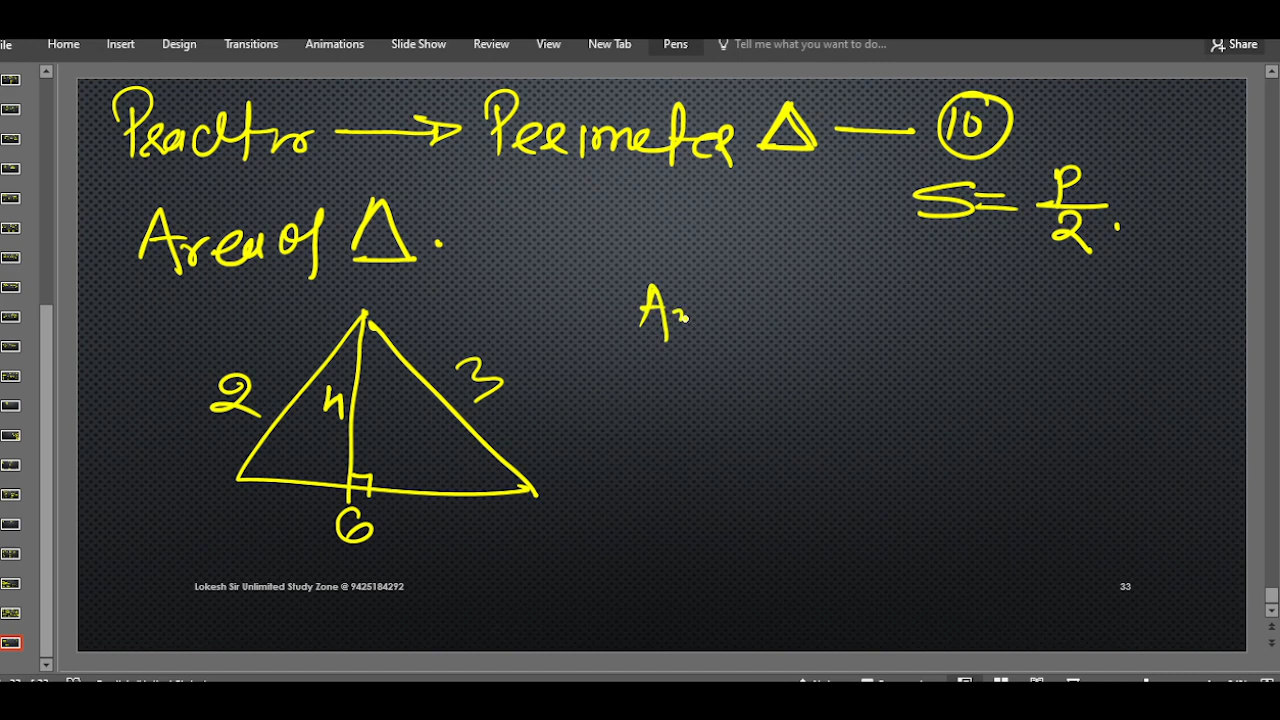 File Home Insert Design Transitions Animations Slide Show Review View New Tab Pens Tell me what you want to do... Share
Perimeter Δ → 10
S = P/2 .
Area of Δ .
A=
2 4 3
6
Lokesh Sir Unlimited Study Zone @ 9425184292
33